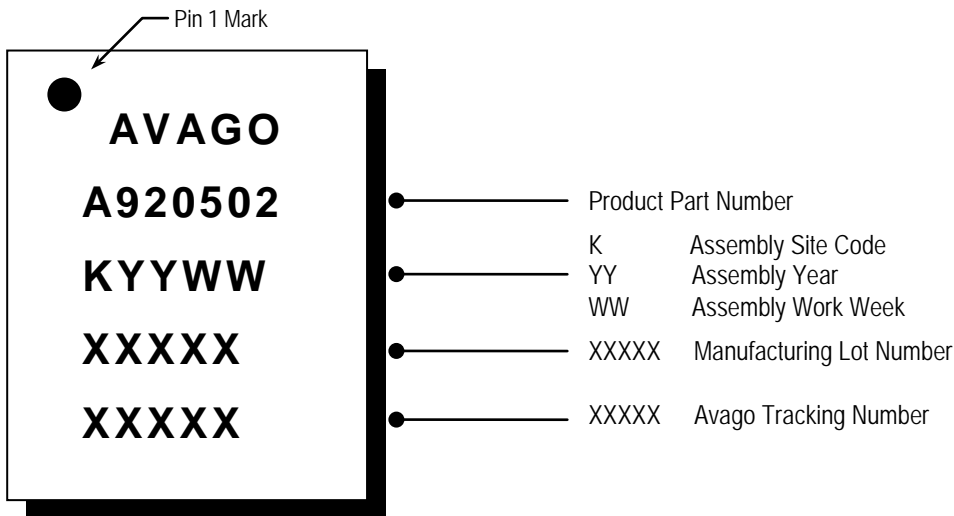 Pin 1 Mark
AVAGO
A920502
Product Part Number
KYYWW
K Assembly Site Code
YY Assembly Year
WW Assembly Work Week
XXXXX
XXXXX Manufacturing Lot Number
XXXXX
XXXXX Avago Tracking Number